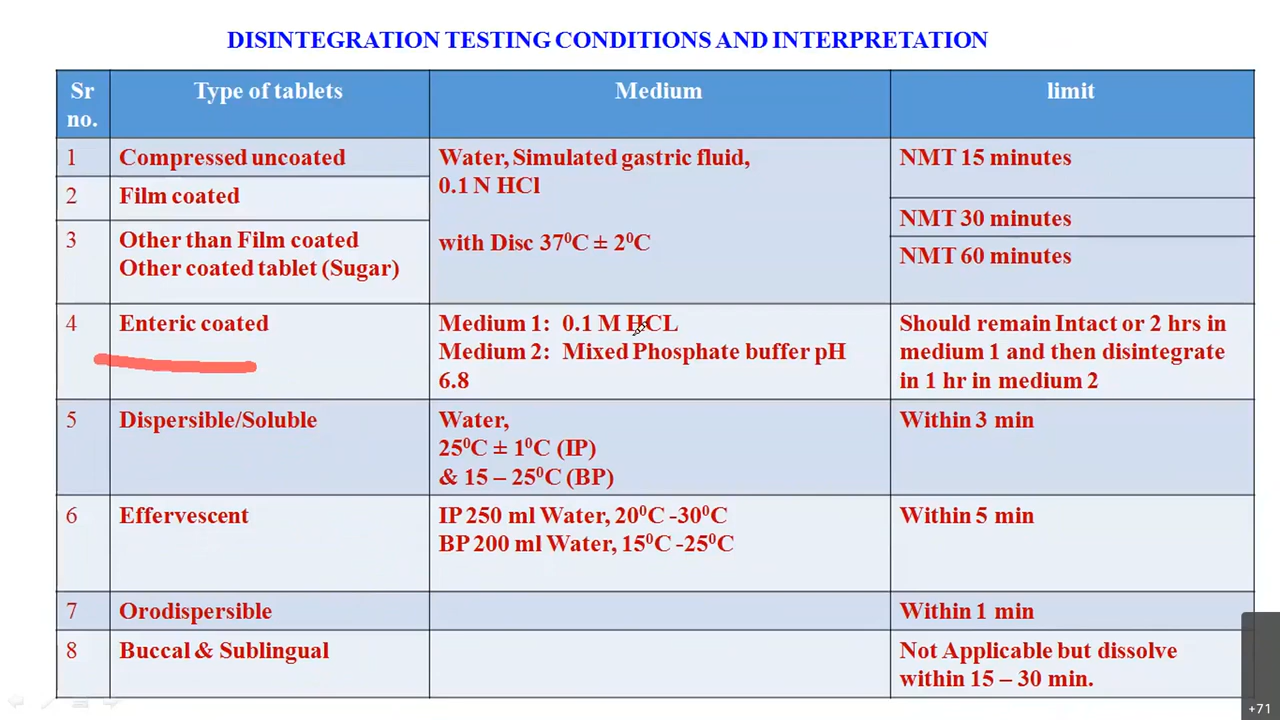 DISINTEGRATION TESTING CONDITIONS AND INTERPRETATION
Sr no. Type of tablets Medium limit
1 Compressed uncoated
Water, Simulated gastric fluid,
0.1 N HCl
with Disc 37⁰C ± 2⁰C
NMT 15 minutes
2 Film coated
NMT 30 minutes
3 Other than Film coated
Other coated tablet (Sugar)
NMT 60 minutes
4 Enteric coated
Medium 1: 0.1 M HCL
Medium 2: Mixed Phosphate buffer pH
6.8
Should remain Intact or 2 hrs in
medium 1 and then disintegrate
in 1 hr in medium 2
5 Dispersible/Soluble
Water,
25⁰C ± 1⁰C (IP)
& 15 – 25⁰C (BP)
Within 3 min
6 Effervescent
IP 250 ml Water, 20⁰C -30⁰C
BP 200 ml Water, 15⁰C -25⁰C
Within 5 min
7 Orodispersible
Within 1 min
8 Buccal & Sublingual
Not Applicable but dissolve
within 15 – 30 min.
+71